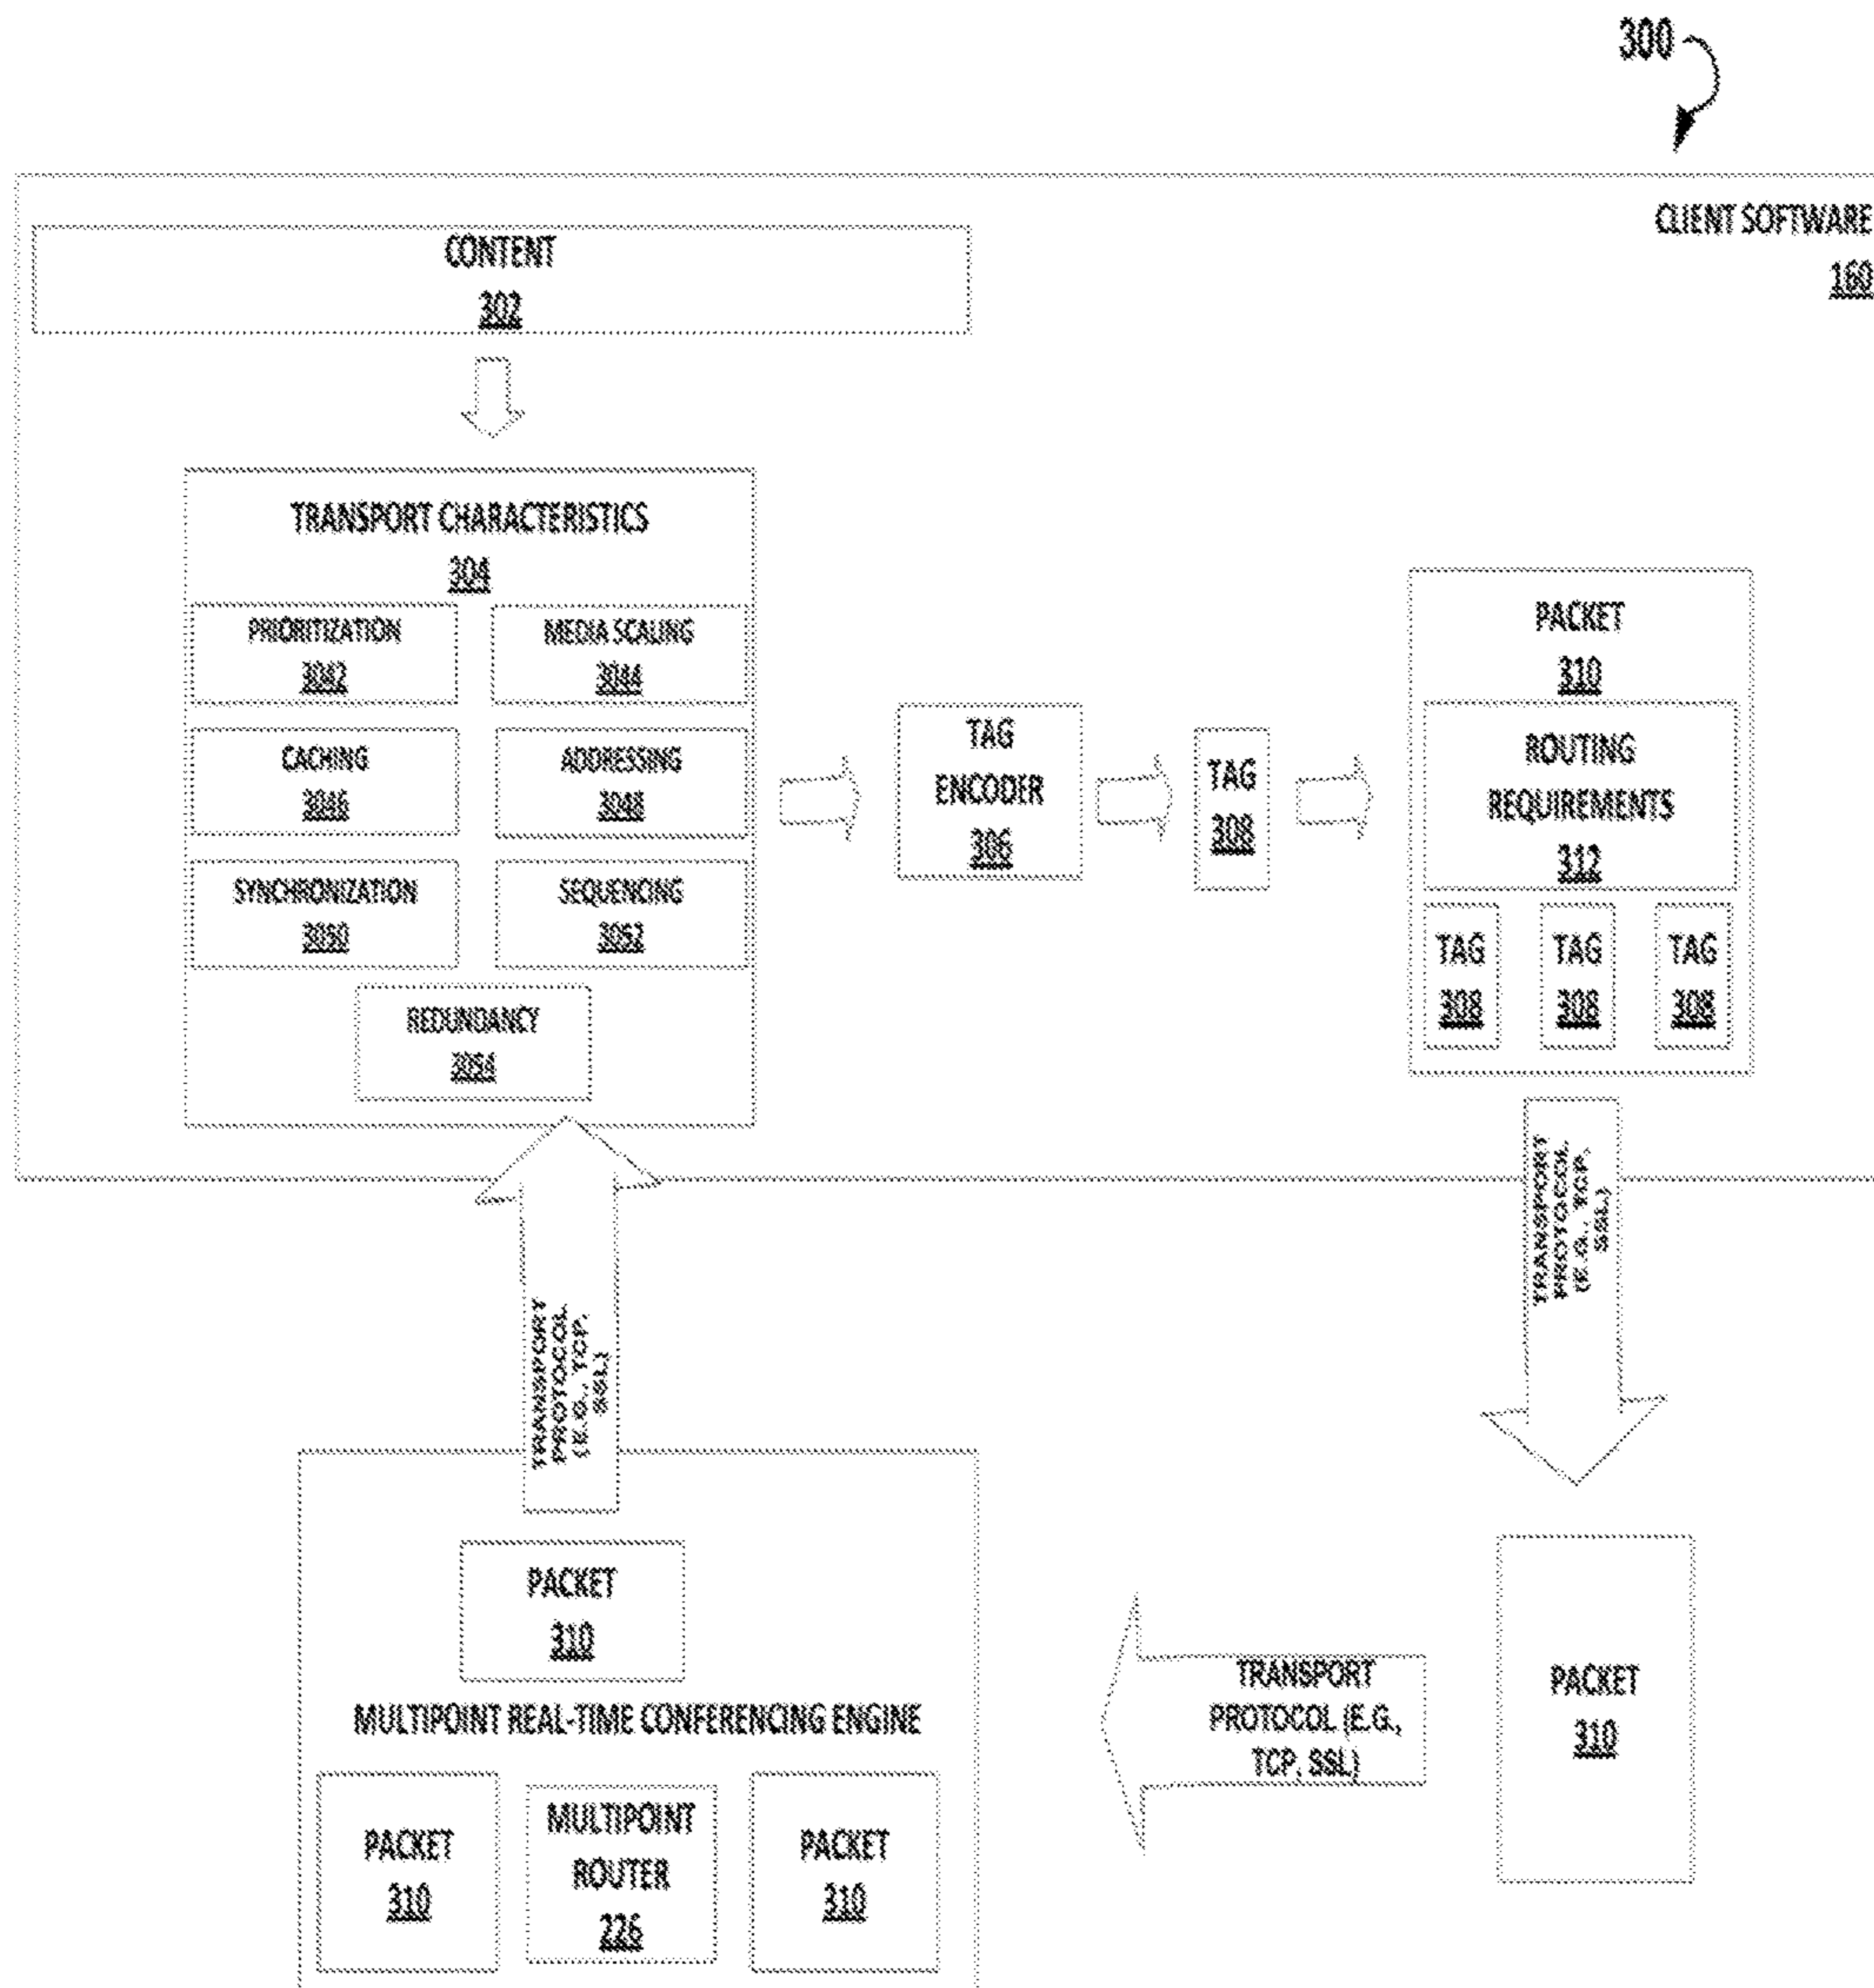 300
CLIENT SOFTWARE
160
CONTENT
302
TRANSPORT CHARACTERISTICS
304
PRIORITIZATION
3042
MEDIA SCALING
3044
CACHING
3046
ADDRESSING
3048
SYNCHRONIZATION
3050
SEQUENCING
3052
REDUNDANCY
3054
TAG
ENCODER
306
TAG
308
PACKET
310
ROUTING
REQUIREMENTS
312
TAG
308
TAG
308
TAG
308
TRANSPORT
PROTOCOL
(E.G., TCP,
SSL)
TRANSPORT
PROTOCOL,
(E.G., TCP,
SSL)
PACKET
310
MULTIPOINT REAL-TIME CONFERENCING ENGINE
PACKET
310
MULTIPOINT
ROUTER
226
PACKET
310
TRANSPORT
PROTOCOL (E.G.,
TCP, SSL)
PACKET
310